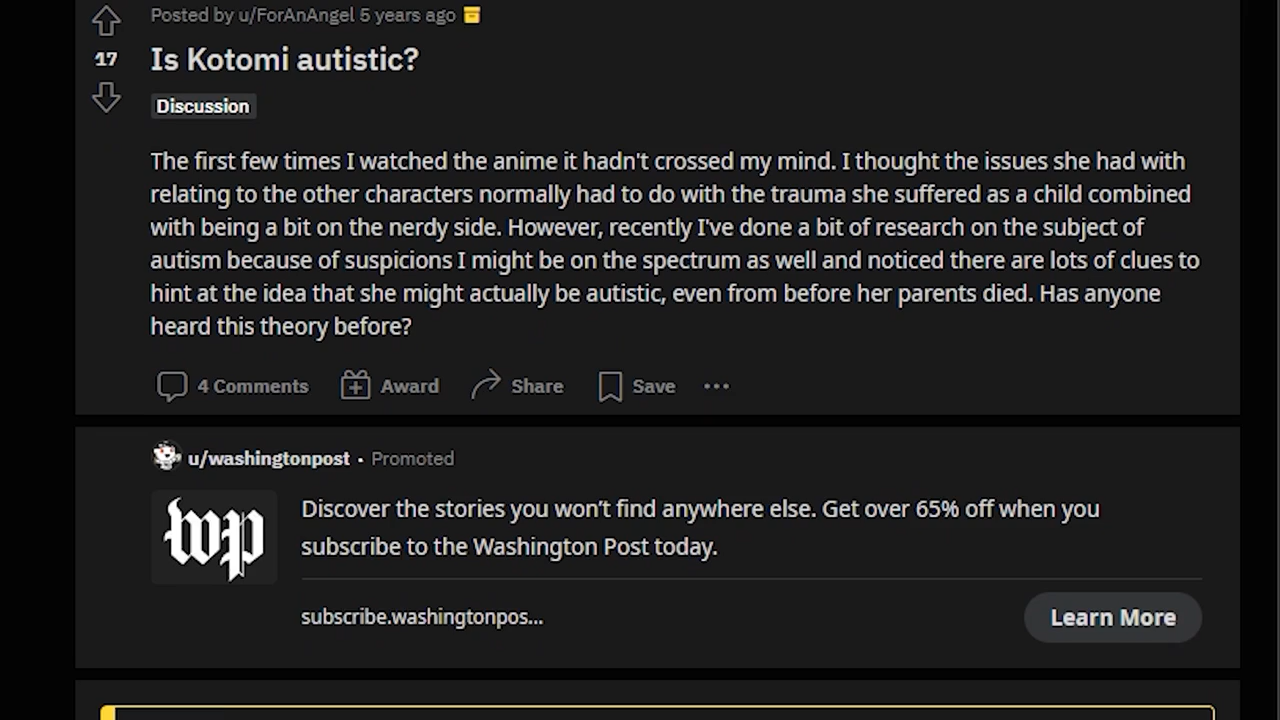 Posted by u/ForAnAngel 5 years ago
17
Is Kotomi autistic?
Discussion
The first few times I watched the anime it hadn't crossed my mind. I thought the issues she had with
relating to the other characters normally had to do with the trauma she suffered as a child combined
with being a bit on the nerdy side. However, recently I've done a bit of research on the subject of
autism because of suspicions I might be on the spectrum as well and noticed there are lots of clues to
hint at the idea that she might actually be autistic, even from before her parents died. Has anyone
heard this theory before?
4 Comments Award Share Save ...
u/washingtonpost • Promoted
wp
Discover the stories you won’t find anywhere else. Get over 65% off when you
subscribe to the Washington Post today.
subscribe.washingtonpos...
Learn More